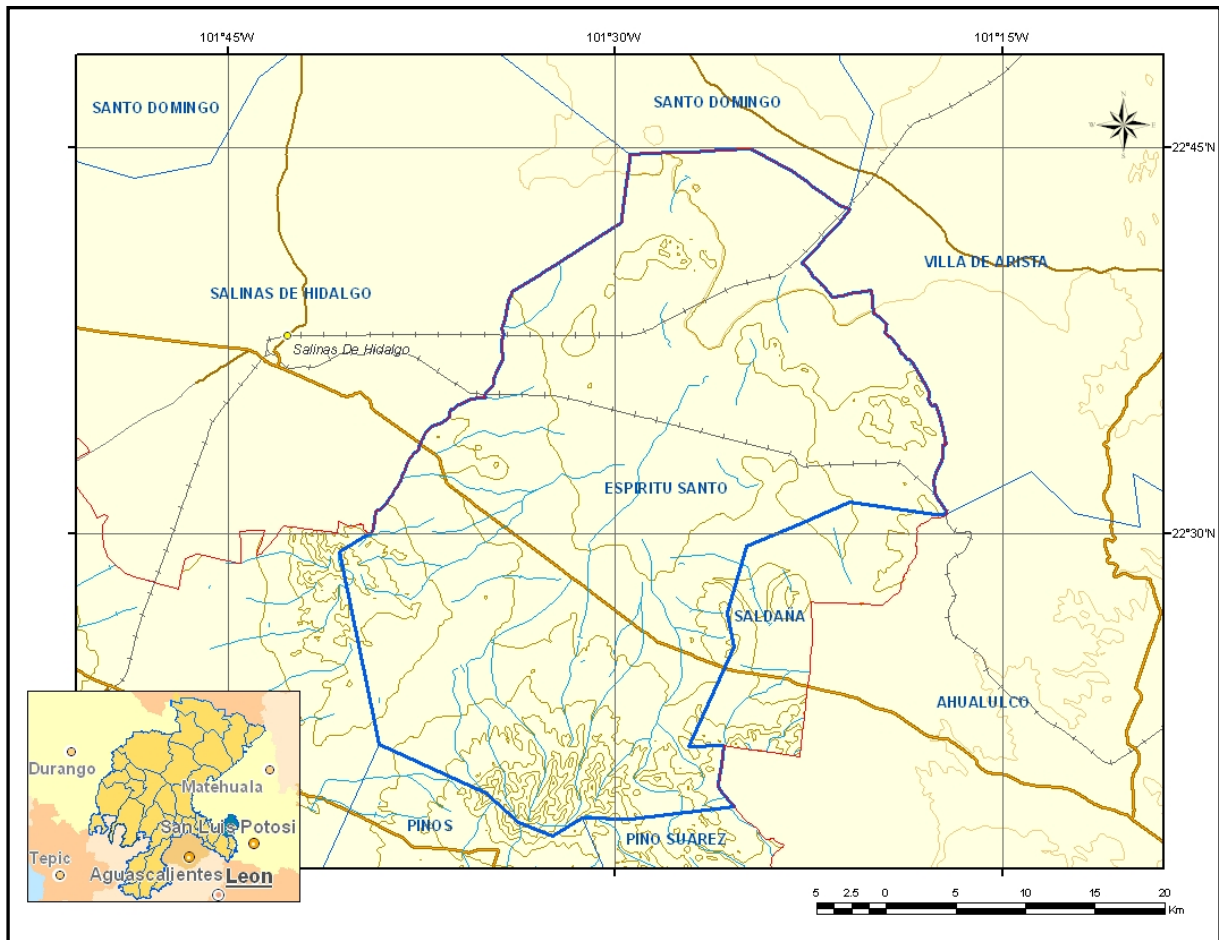 101°45'W
101°30'W
101°15'W
SANTO DOMINGO
SANTO DOMINGO
N
W
E
S
22°45'N
VILLA DE ARISTA
SALINAS DE HIDALGO
Salinas De Hidalgo
ESPIRITU SANTO
22°30'N
SALDAÑA
AHUALULCO
PINOS
PINO SUAREZ
Durango
Matehuala
San Luis Potosi
Tepic
Aguascalientes
Leon
5 2.5 0 5 10 15 20
Km